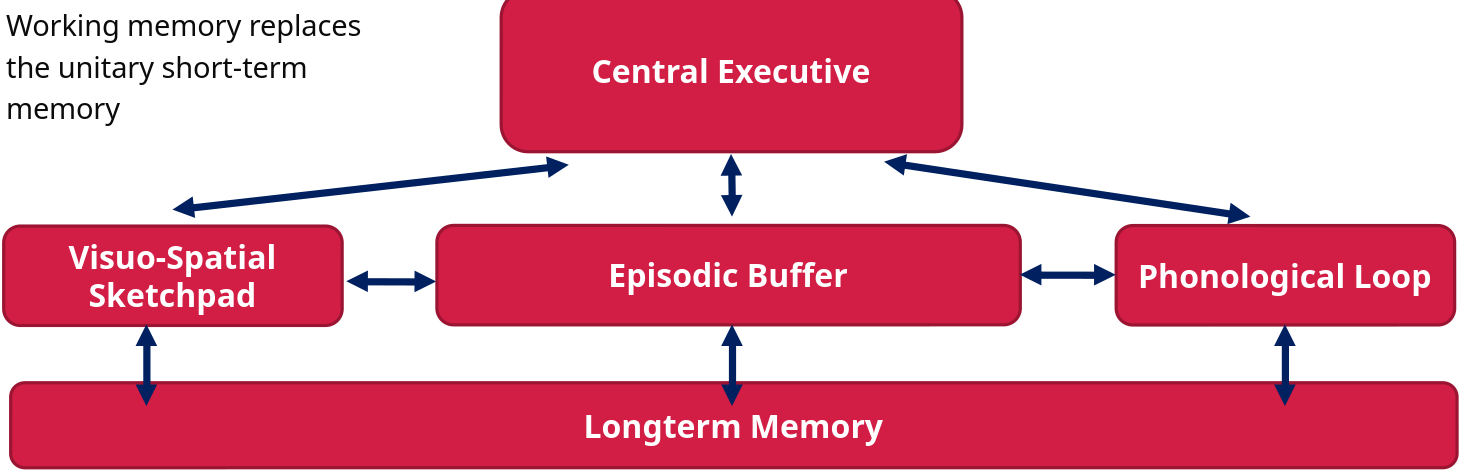 Working memory replaces
the unitary short-term
memory
Central Executive
Visuo-Spatial
Sketchpad
Episodic Buffer
Phonological Loop
Longterm Memory